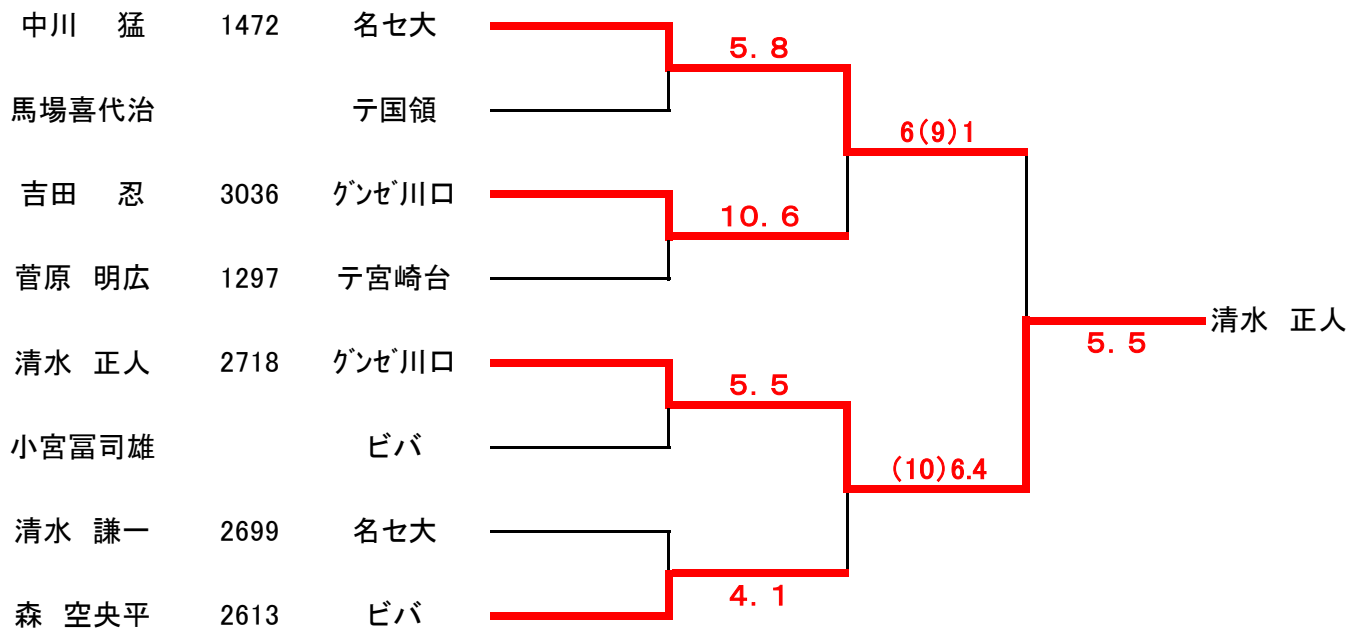 中川　猛 1472 名セ大
5．8
馬場喜代治 テ国領
6(9)1
吉田　忍 3036 グンゼ川口
10．6
菅原 明広 1297 テ宮崎台
清水 正人
5．5
清水 正人 2718 グンゼ川口
5．5
小宮冨司雄 ビバ
(10)6.4
清水 謙一 2699 名セ大
4．1
森 空央平 2613 ビバ